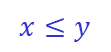 x ≤ y